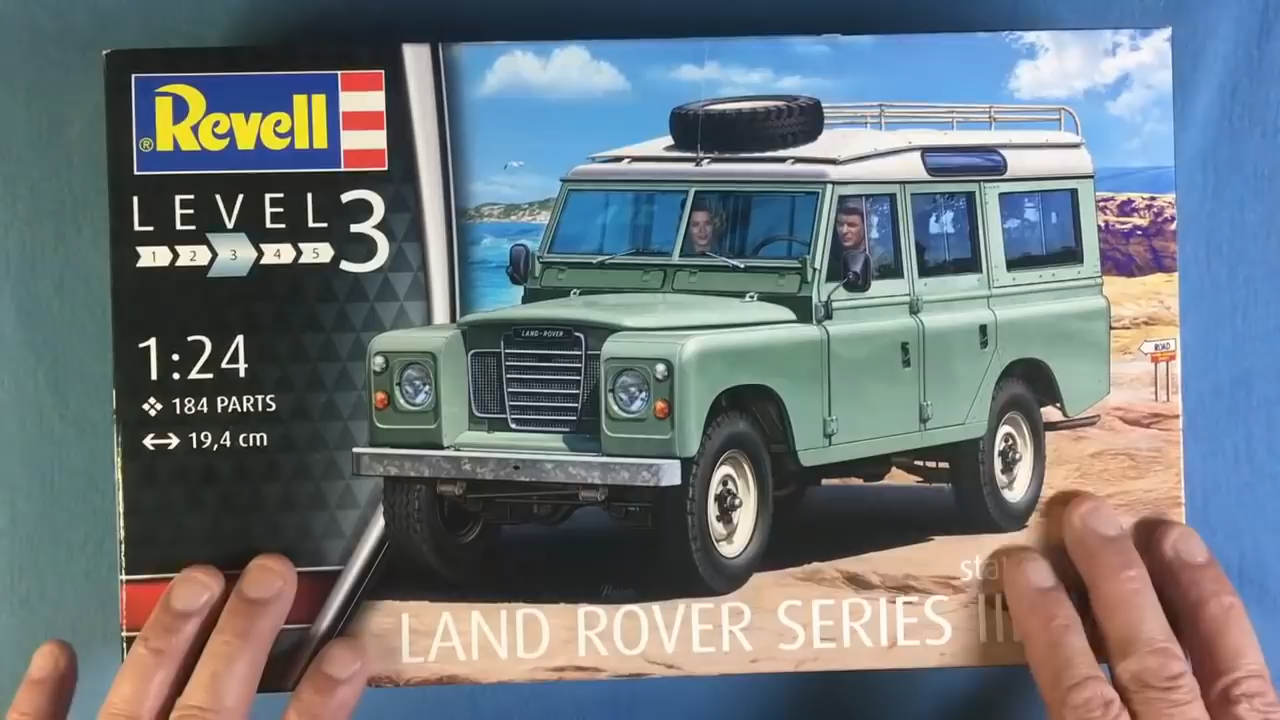 ® Revell
LEVEL 3
1 2 3 4 5
1:24
184 PARTS
19,4 cm
LAND-ROVER
ROAD
LAND ROVER SERIES